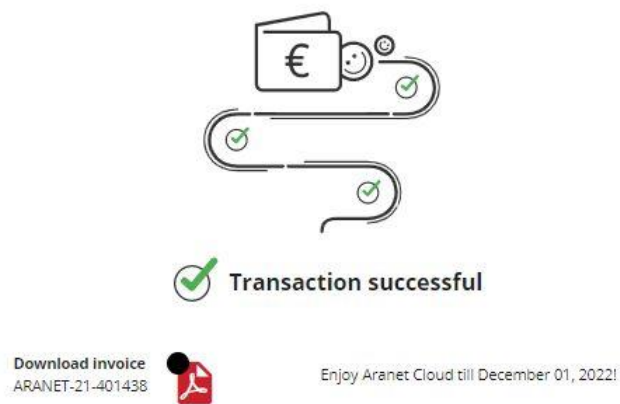 €
Transaction successful
Download invoice
ARANET-21-401438
Enjoy Aranet Cloud till December 01, 2022!